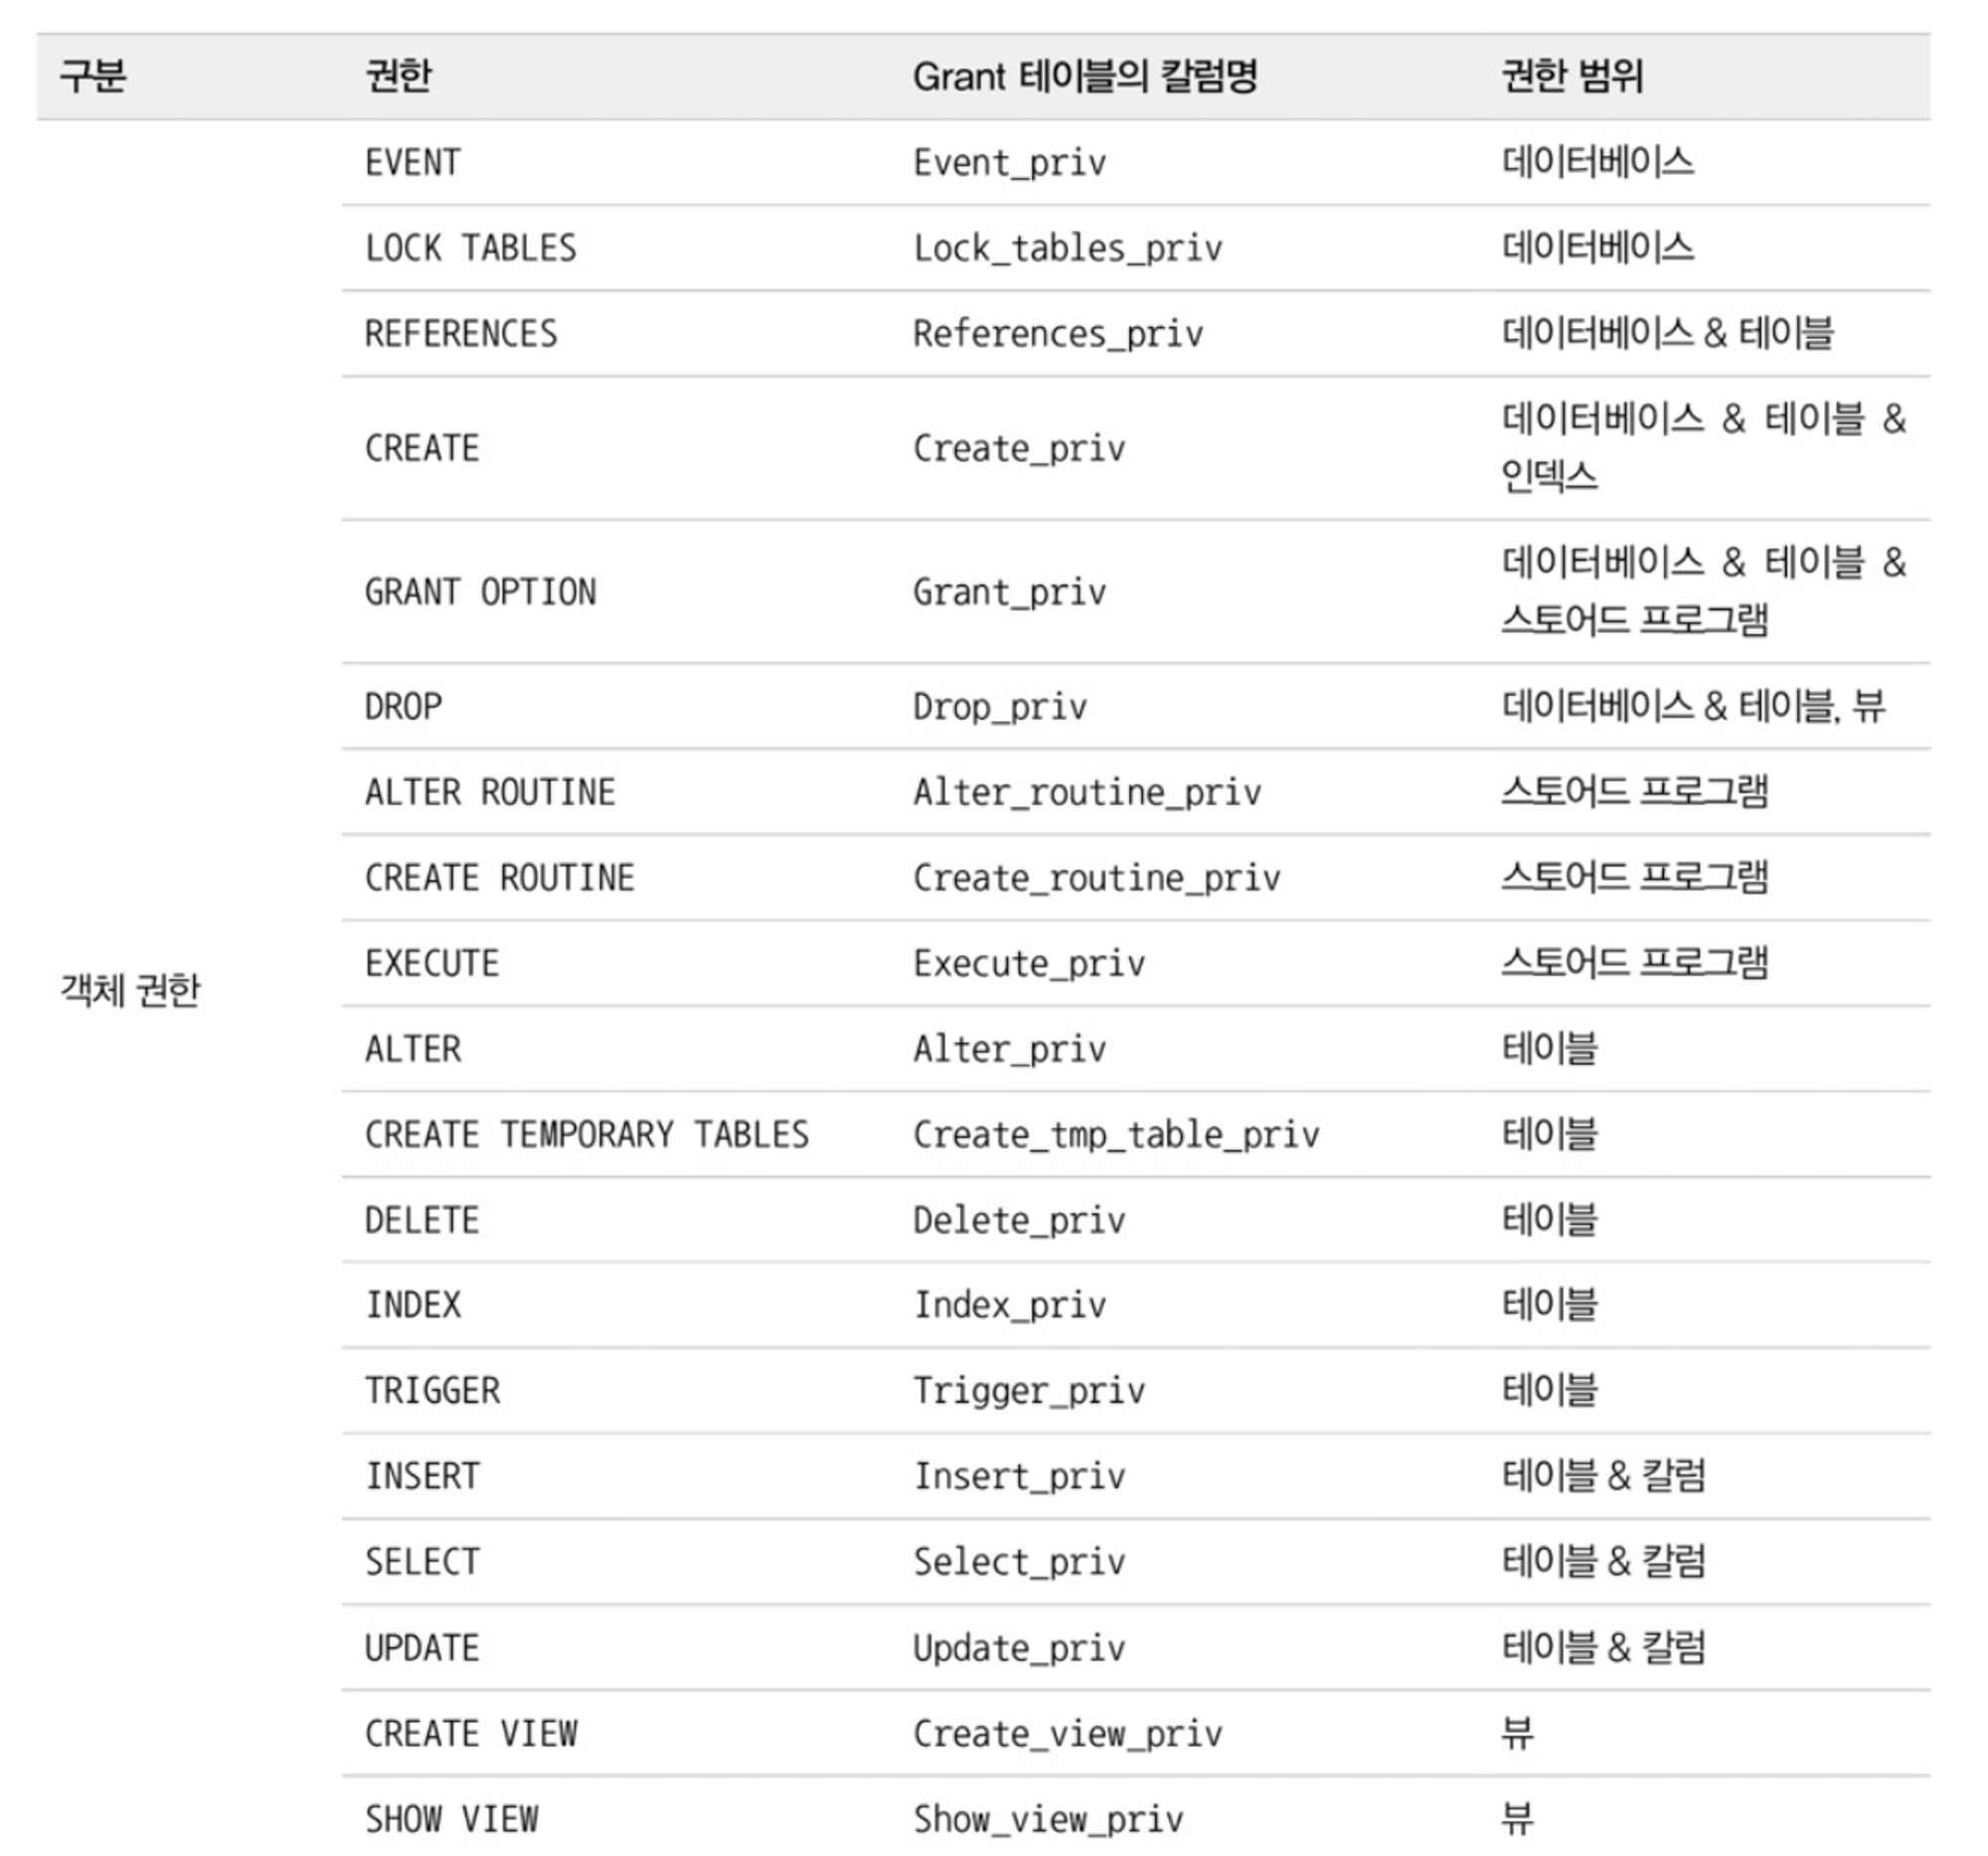 구분 권한 Grant 테이블의 칼럼명 권한 범위
EVENT Event_priv 데이터베이스
LOCK TABLES Lock_tables_priv 데이터베이스
REFERENCES References_priv 데이터베이스 & 테이블
CREATE Create_priv 데이터베이스 & 테이블 &
인덱스
GRANT OPTION Grant_priv 데이터베이스 & 테이블 &
스토어드 프로그램
DROP Drop_priv 데이터베이스 & 테이블, 뷰
ALTER ROUTINE Alter_routine_priv 스토어드 프로그램
CREATE ROUTINE Create_routine_priv 스토어드 프로그램
EXECUTE Execute_priv 스토어드 프로그램
객체 권한
ALTER Alter_priv 테이블
CREATE TEMPORARY TABLES Create_tmp_table_priv 테이블
DELETE Delete_priv 테이블
INDEX Index_priv 테이블
TRIGGER Trigger_priv 테이블
INSERT Insert_priv 테이블 & 칼럼
SELECT Select_priv 테이블 & 칼럼
UPDATE Update_priv 테이블 & 칼럼
CREATE VIEW Create_view_priv 뷰
SHOW VIEW Show_view_priv 뷰